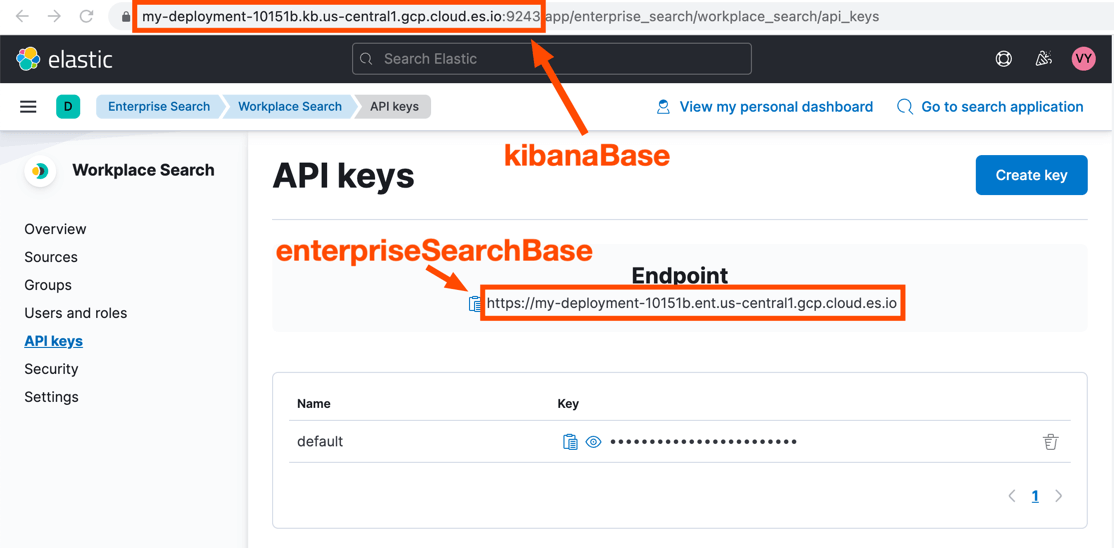 my-deployment-10151b.kb.us-central1.gcp.cloud.es.io:9243/app/enterprise_search/workplace_search/api_keys
elastic
Search Elastic
VY
D
Enterprise Search
Workplace Search
API keys
View my personal dashboard
Go to search application
kibanaBase
Workplace Search
API keys
Create key
Overview
Sources
Groups
Users and roles
API keys
Security
Settings
enterpriseSearchBase
Endpoint
https://my-deployment-10151b.ent.us-central1.gcp.cloud.es.io
Name Key
default ••••••••••••••••••••••••
1